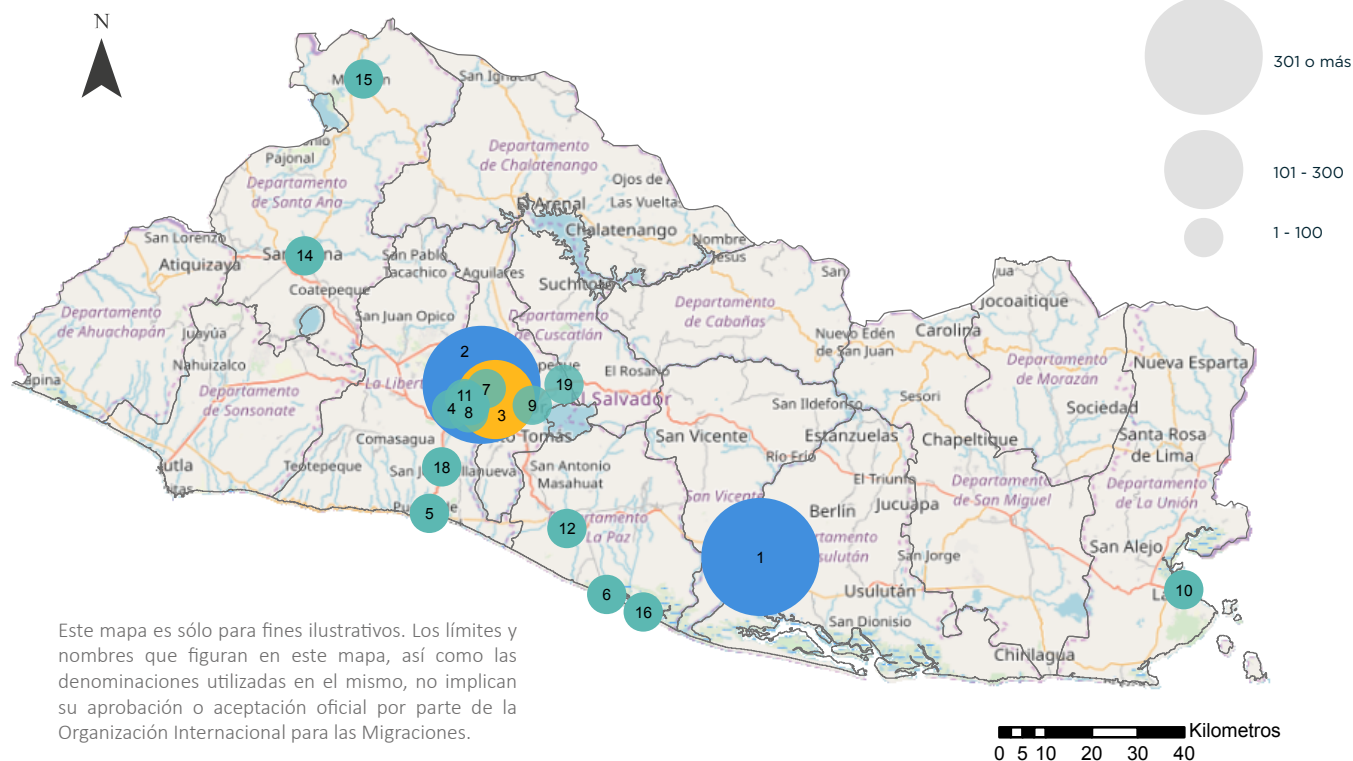 N
301 o más
101 - 300
1 - 100
15
San Ignacio
Pajonal
Departamento
de Chalatenango
Departamento
de Santa Ana
Ojos de
Las Vuelta
El Arenal
Chalatenango
San Lorenzo
Atiquizaya
14
San Pablo
Tacachico
Aguilares
Nombre
Jesus
San
Coatepeque
Suchitoto
Departamento
de Ahuachapán
Juayúa
San Juan Opico
Departamento
de Cuscatlán
Departamento
de Cabañas
Jocoaitique
Nuevo Edén
de San Juan
Carolina
Nahuizalco
2
Departamento
de Morazán
Nueva Esparta
Departamento
de Sonsonate
La Libert
7
19
El Rosario
El Salvador
11
4
8
3
9
San Ildefonso
Sesori
Sociedad
Comasagua
Tomás
San Vicente
Estanzuelas
Chapeltique
Santa Rosa
de Lima
Teotepeque
18
llanueva
San Antonio
Masahuat
Río Frío
El Triunfo
Departamento
de San Miguel
Departamento
de La Unión
5
San Vicente
Berlín
Jucuapa
12
La Paz
1
San Jorge
San Alejo
6
16
Usulután
10
San Dionisio
Chirilagua
Este mapa es sólo para fines ilustrativos. Los límites y
nombres que figuran en este mapa, así como las
denominaciones utilizadas en el mismo, no implican
su aprobación o aceptación oficial por parte de la
Organización Internacional para las Migraciones.
Kilometros
0 5 10 20 30 40